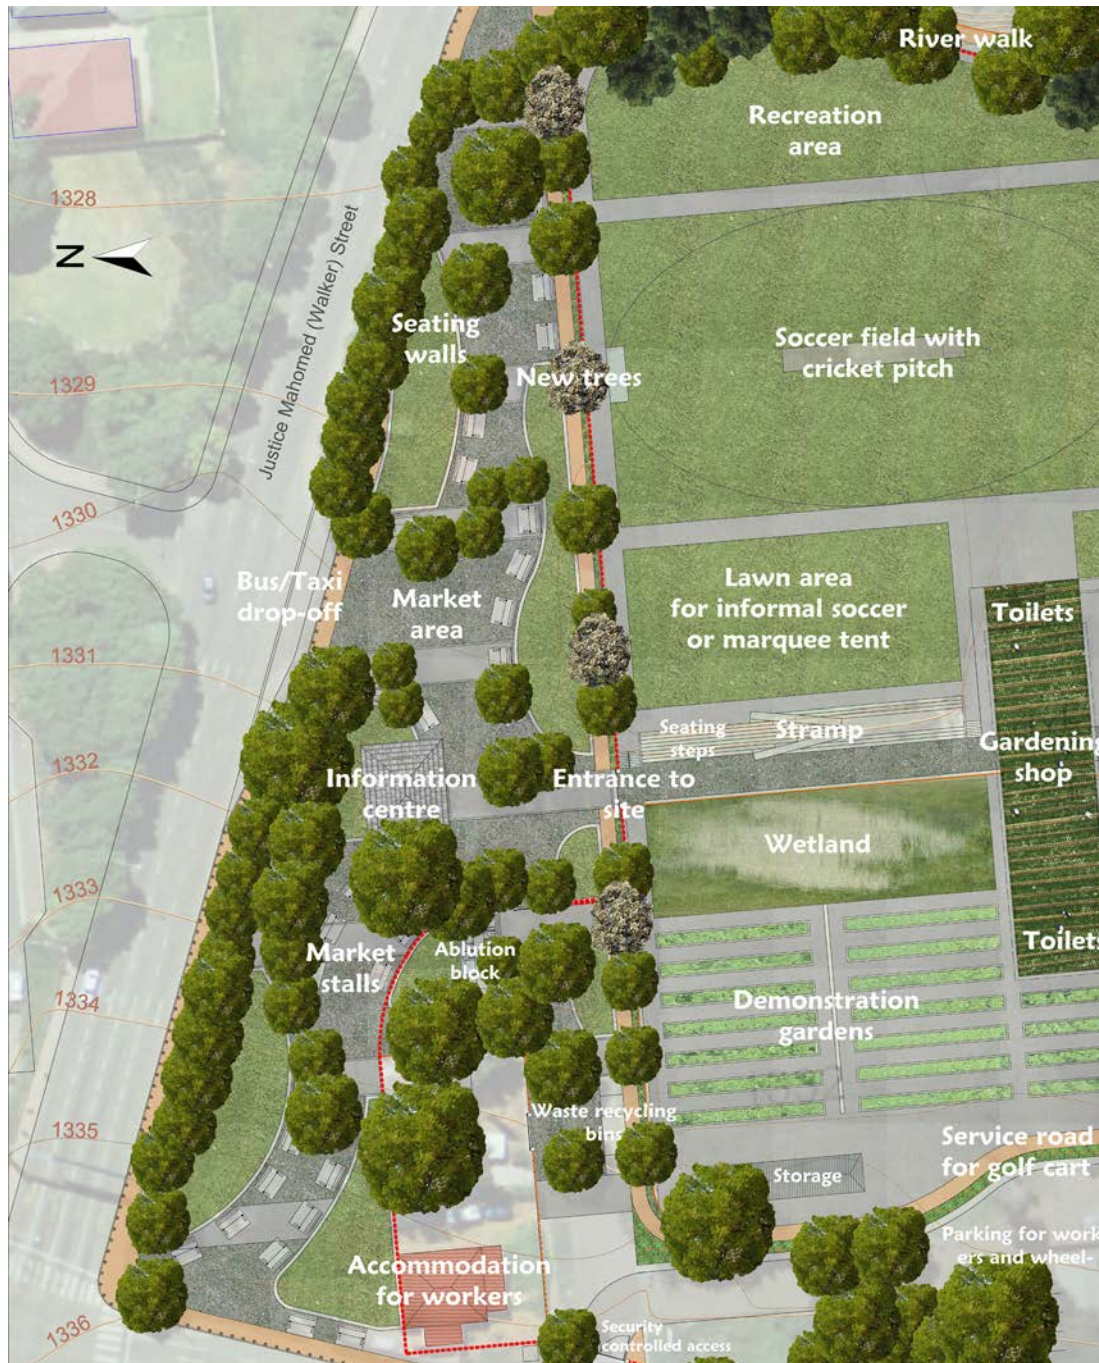 River walk
Recreation
area
1328
N
Justice Mahomed (Walker) Street
Seating
walls
Soccer field with
cricket pitch
1329
New trees
1330
Bus/Taxi
drop-off
Market
area
Lawn area
for informal soccer
or marquee tent
Toilets
1331
Seating
steps
Stramp
Gardening
shop
1332
Information
centre
Entrance to
site
Wetland
1333
Market
stalls
Ablution
block
Toilets
1334
Demonstration
gardens
1335
Waste recycling
bins
Service road
for golf cart
Storage
Parking for work
ers and wheel-
Accommodation
for workers
1336
Security
controlled access